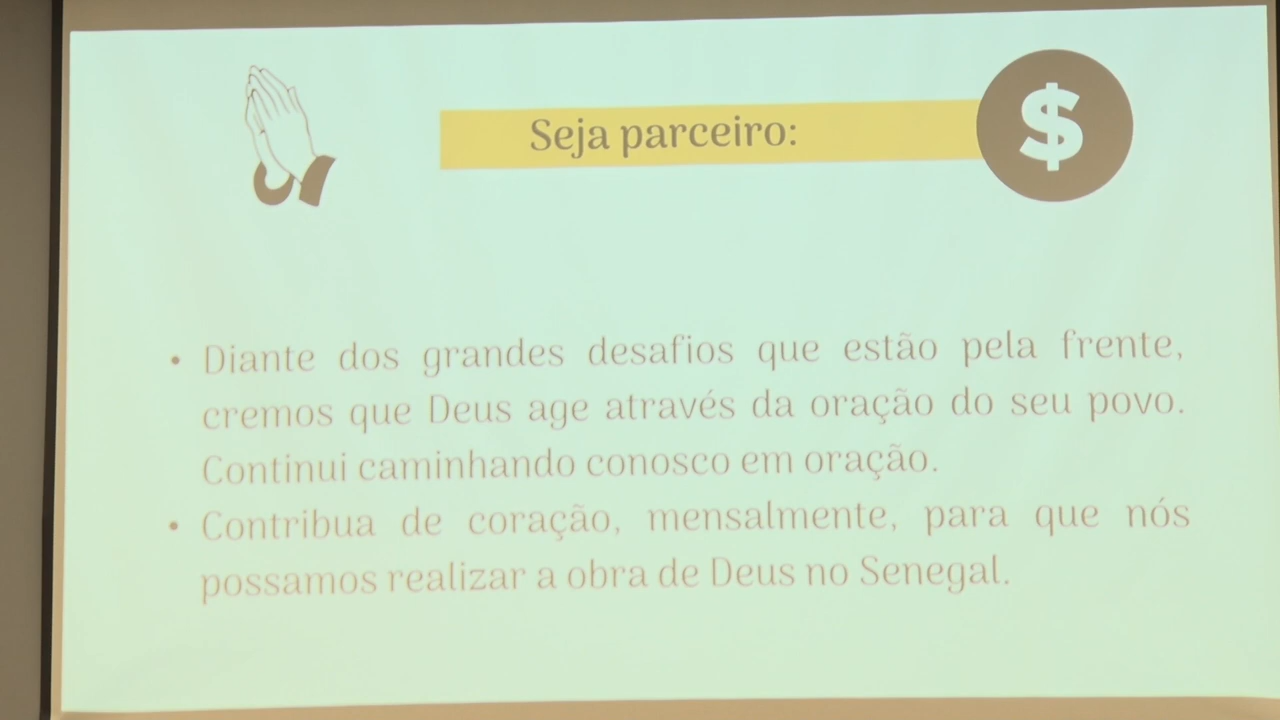 Seja parceiro:
$
• Diante dos grandes desafios que estão pela frente,
cremos que Deus age através da oração do seu povo.
Continui caminhando conosco em oração.
• Contribua de coração, mensalmente, para que nós
possamos realizar a obra de Deus no Senegal.